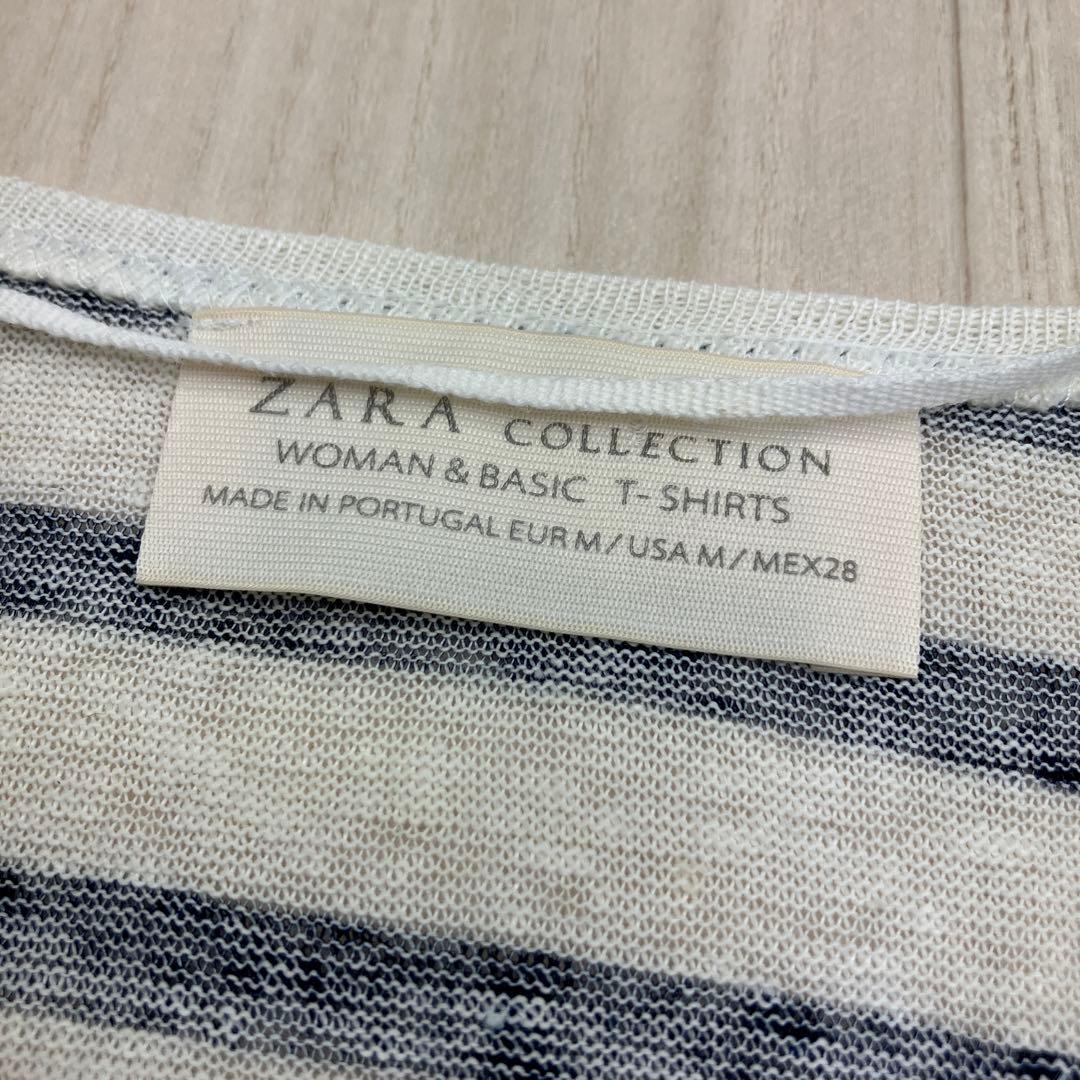 ZARA COLLECTION
WOMAN & BASIC T-SHIRTS
MADE IN PORTUGAL EUR M / USA M / MEX28